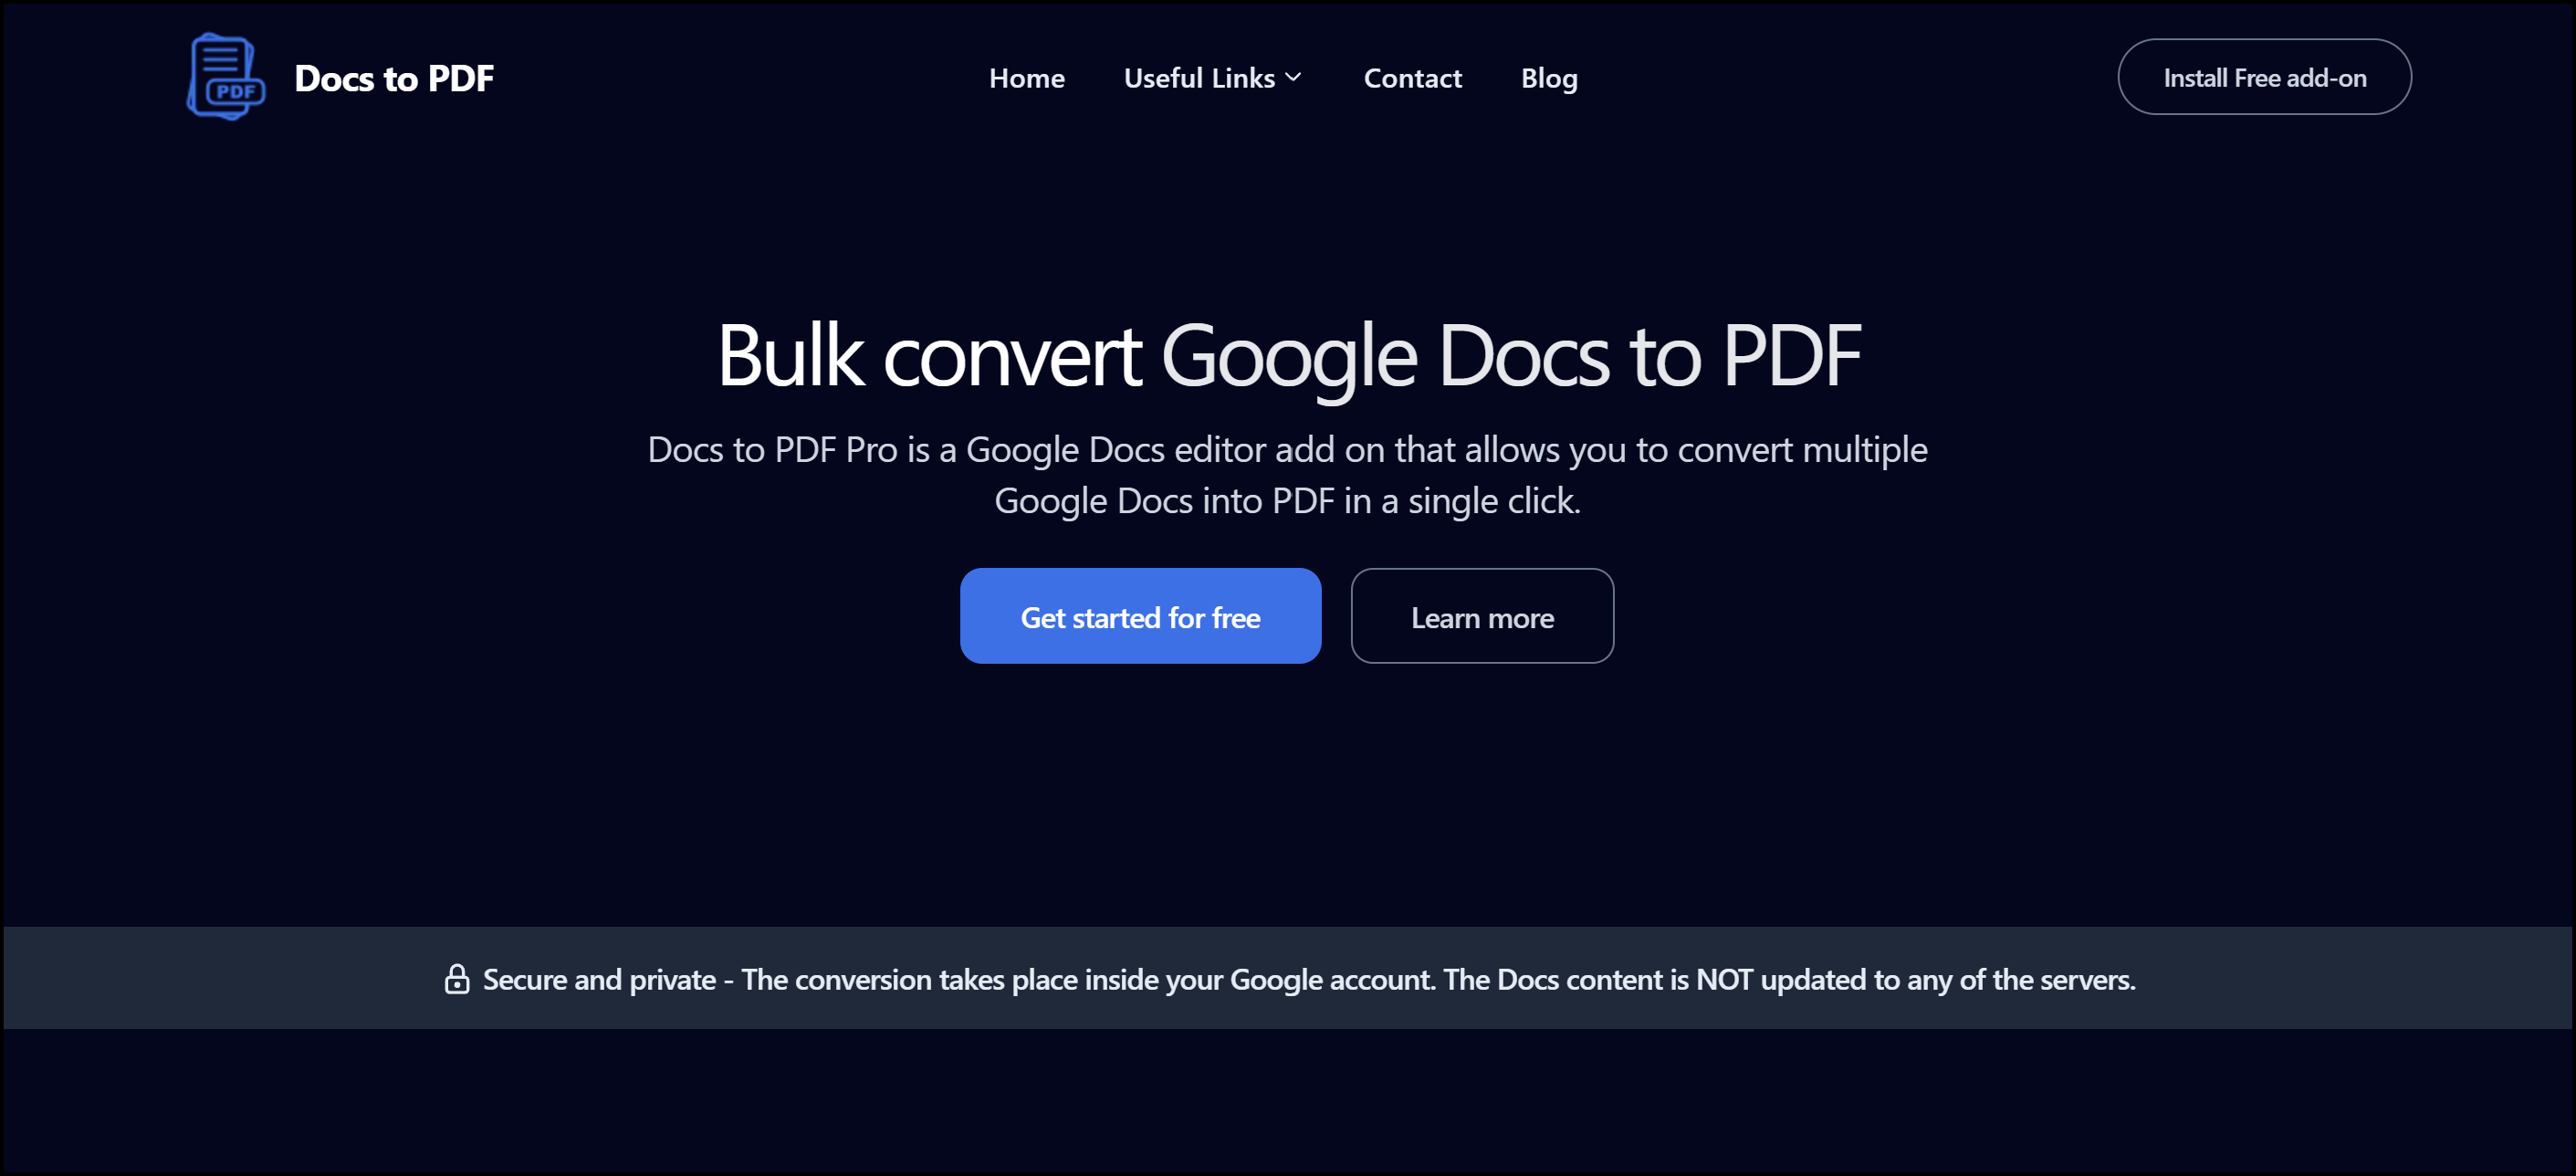 PDF
Docs to PDF
Home
Useful Links
Contact
Blog
Install Free add-on
Bulk convert Google Docs to PDF
Docs to PDF Pro is a Google Docs editor add on that allows you to convert multiple
Google Docs into PDF in a single click.
Get started for free
Learn more
Secure and private - The conversion takes place inside your Google account. The Docs content is NOT updated to any of the servers.